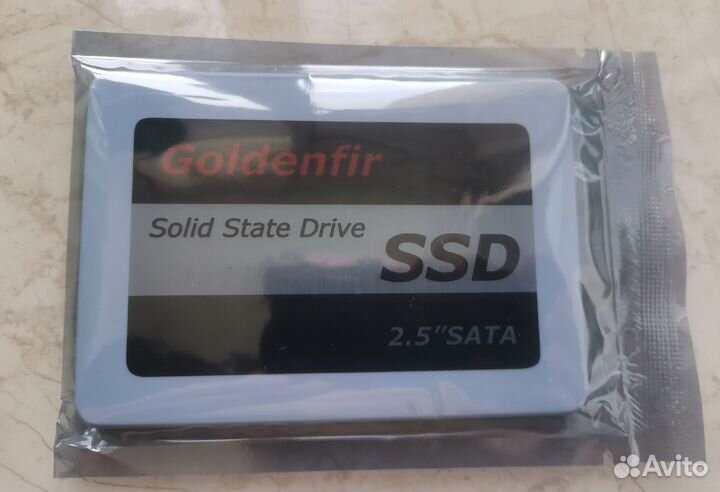 Goldenfir
Solid State Drive
SSD
2.5"SATA
Avito